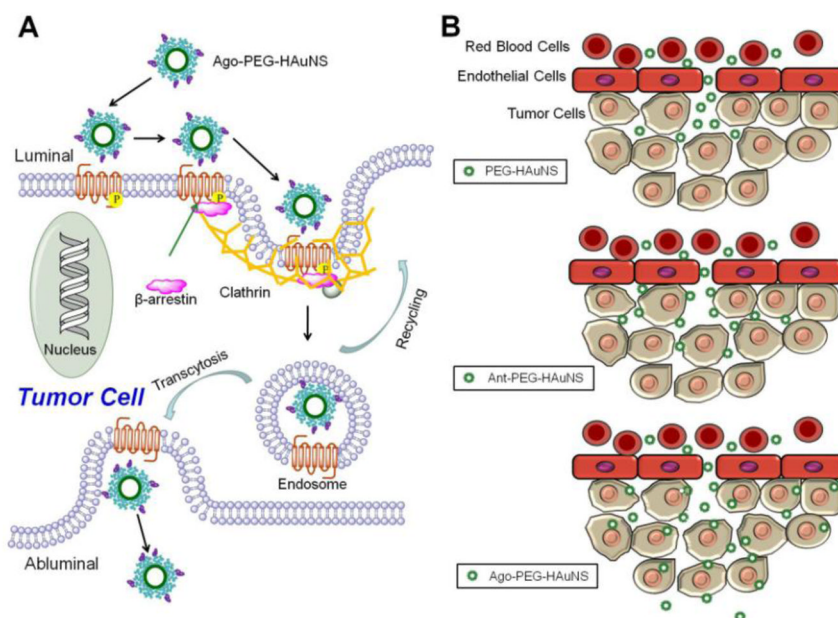 A
Ago-PEG-HAuNS
Luminal
P
P
P
β-arrestin
Clathrin
Nucleus
Recycling
Transcytosis
Tumor Cell
Endosome
Abluminal
B
Red Blood Cells
Endothelial Cells
Tumor Cells
PEG-HAuNS
Ant-PEG-HAuNS
Ago-PEG-HAuNS